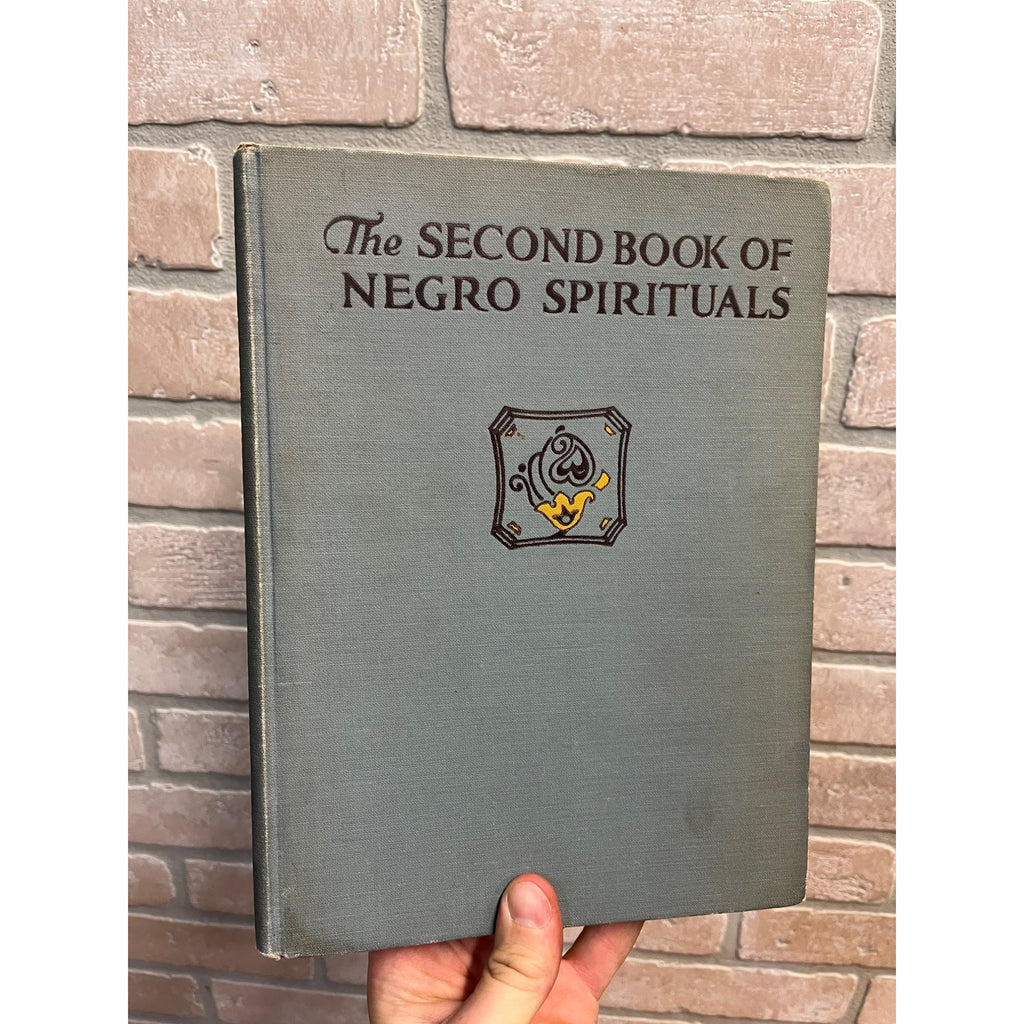 The SECOND BOOK OF
NEGRO SPIRITUALS